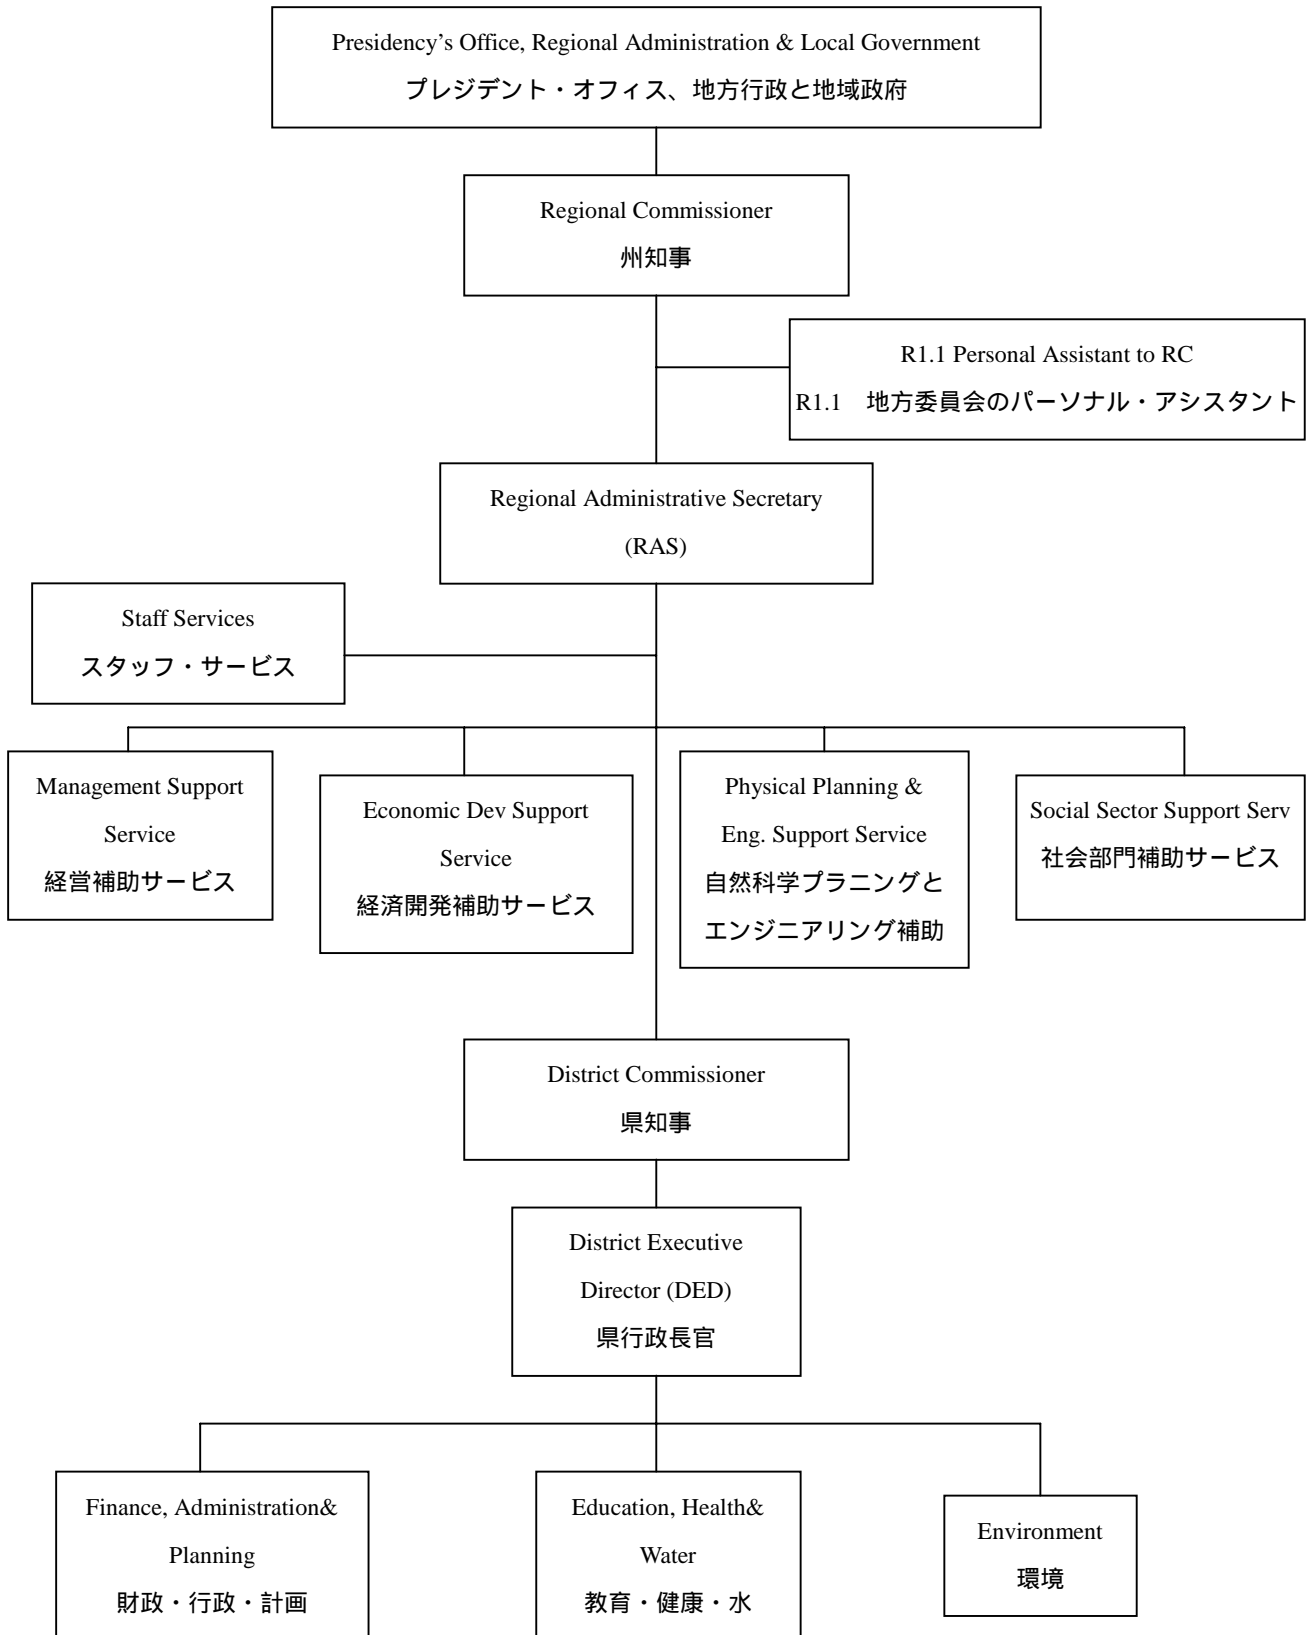 Presidency’s Office, Regional Administration & Local Government
プレジデント・オフィス、地方行政と地域政府
Regional Commissioner
州知事
R1.1 Personal Assistant to RC
R1.1　地方委員会のパーソナル・アシスタント
Regional Administrative Secretary
(RAS)
Staff Services
スタッフ・サービス
Management Support
Service
経営補助サービス
Economic Dev Support
Service
経済開発補助サービス
Physical Planning &
Eng. Support Service
自然科学プラニングと
エンジニアリング補助
Social Sector Support Serv
社会部門補助サービス
District Commissioner
県知事
District Executive
Director (DED)
県行政長官
Finance, Administration&
Planning
財政・行政・計画
Education, Health&
Water
教育・健康・水
Environment
環境